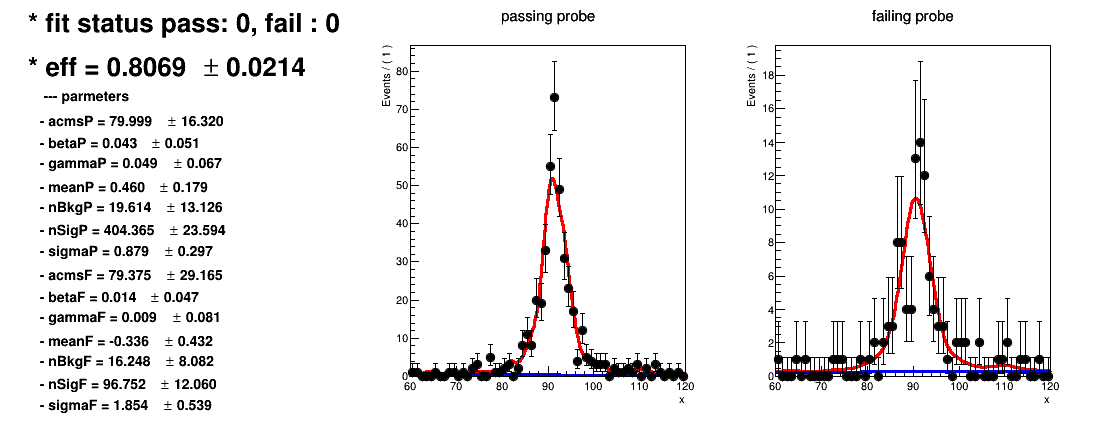 * fit status pass: 0, fail : 0
* eff = 0.8069 ± 0.0214
--- parmeters
- acmsP = 79.999 ± 16.320
- betaP = 0.043 ± 0.051
- gammaP = 0.049 ± 0.067
- meanP = 0.460 ± 0.179
- nBkgP = 19.614 ± 13.126
- nSigP = 404.365 ± 23.594
- sigmaP = 0.879 ± 0.297
- acmsF = 79.375 ± 29.165
- betaF = 0.014 ± 0.047
- gammaF = 0.009 ± 0.081
- meanF = -0.336 ± 0.432
- nBkgF = 16.248 ± 8.082
- nSigF = 96.752 ± 12.060
- sigmaF = 1.854 ± 0.539
passing probe
Events / ( 1 )
80
70
60
50
40
30
20
10
0
60 70 80 90 100 110 120
x
failing probe
Events / ( 1 )
18
16
14
12
10
8
6
4
2
0
60 70 80 90 100 110 120
x